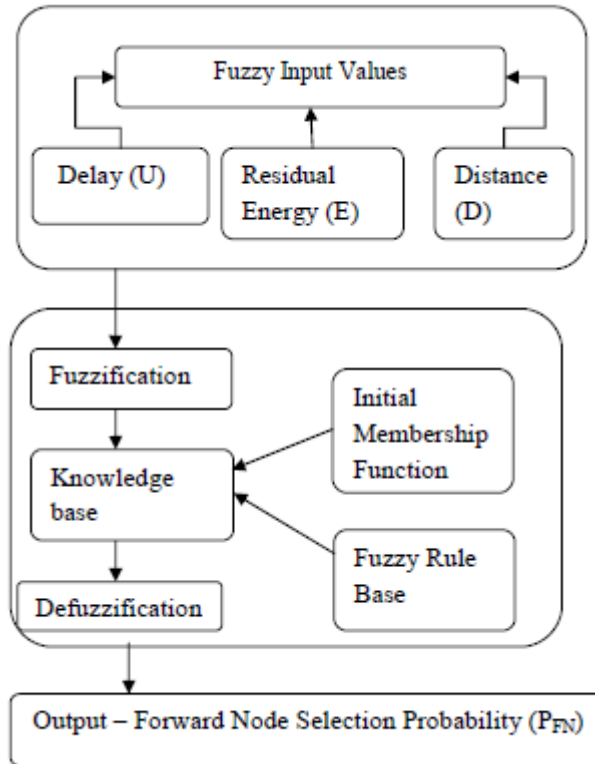 Fuzzy Input Values
Delay (U)
Residual
Energy (E)
Distance
(D)
Fuzzification
Initial
Membership
Function
Knowledge
base
Fuzzy Rule
Base
Defuzzification
Output – Forward Node Selection Probability (PFN)